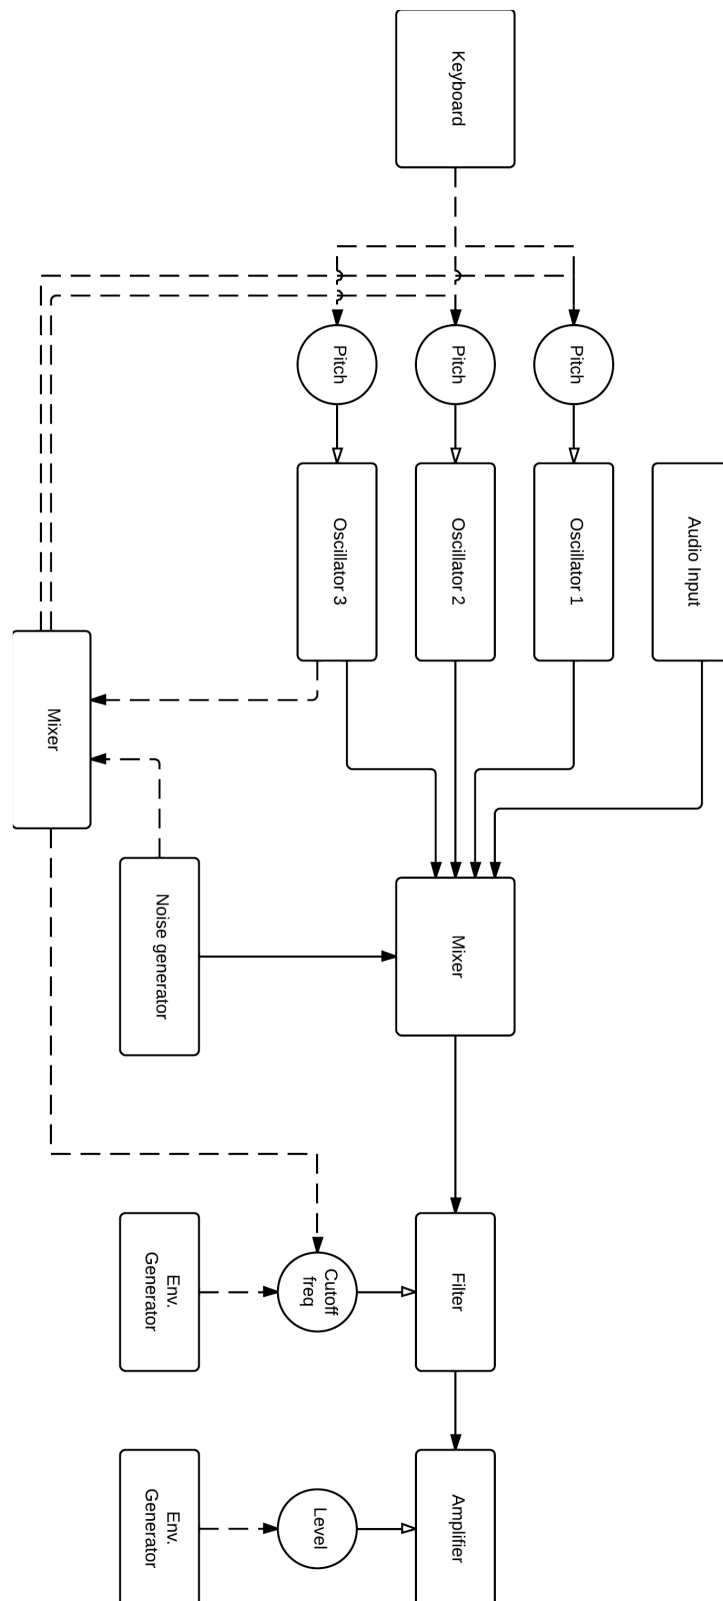 Audio Input
Keyboard
Pitch
Oscillator 1
Pitch
Oscillator 2
Mixer
Filter
Amplifier
Pitch
Oscillator 3
Cutoff
freq
Level
Noise generator
Env.
Generator
Env.
Generator
Mixer